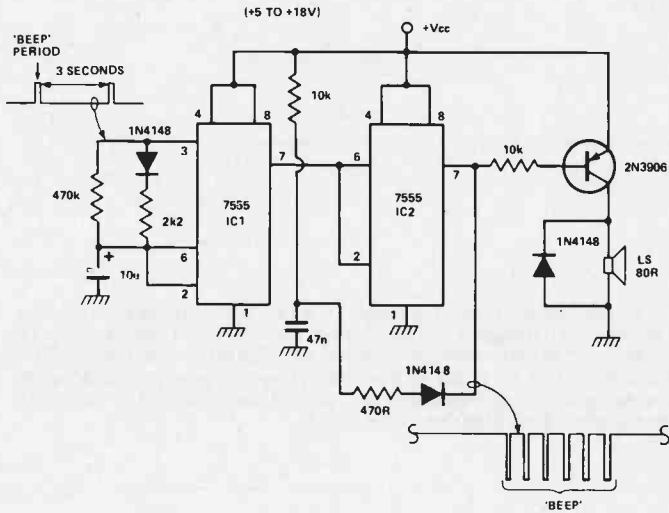 (+5 TO +18V)
+Vcc
'BEEP'
PERIOD
3 SECONDS
1N4148
470k
2k2
10u
4
8
3
7
7555
IC1
6
2
1
10k
47n
4
8
6
7
7555
IC2
2
1
10k
2N3906
1N4148
LS
80R
470R
1N4148
'BEEP'